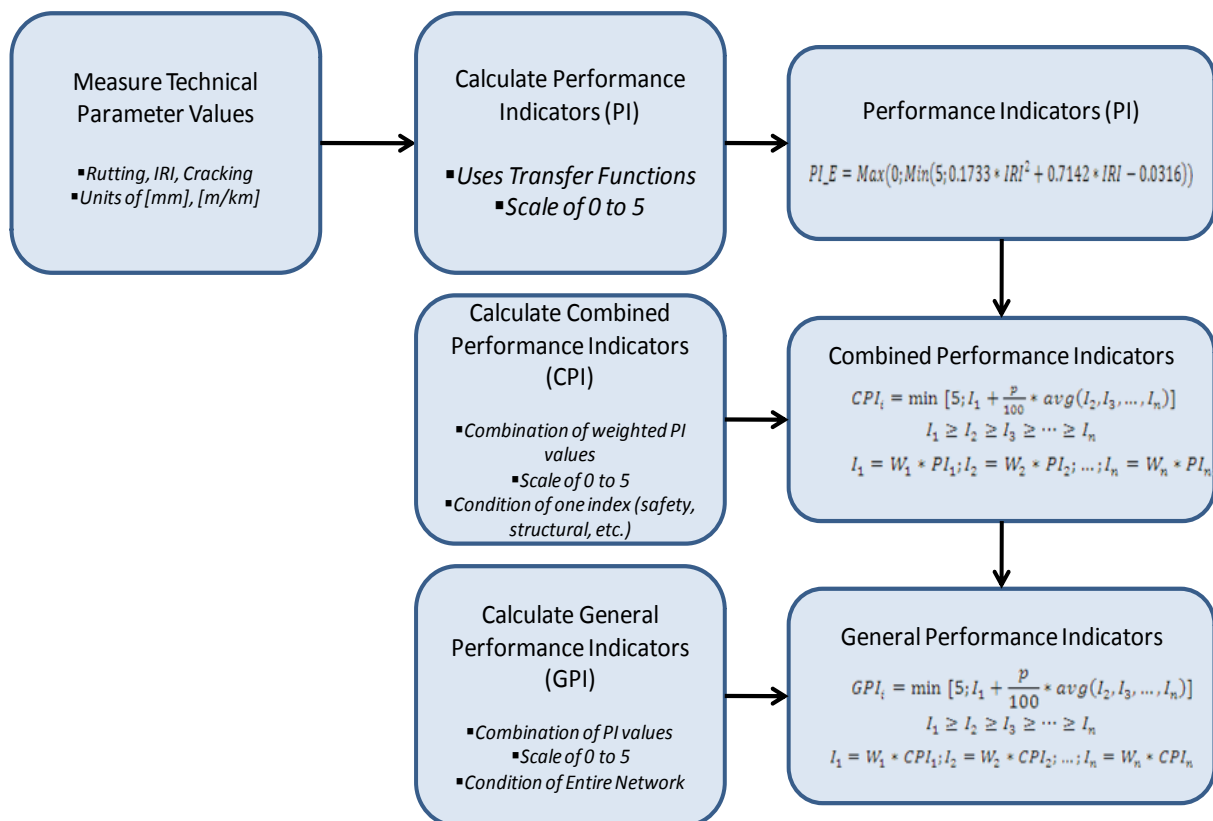 Measure Technical
Parameter Values
▪Rutting, IRI, Cracking
▪Units of [mm], [m/km]
Calculate Performance
Indicators (PI)
▪Uses Transfer Functions
▪Scale of 0 to 5
Performance Indicators (PI)
PI_E = Max(0;Min(5;0.1733 * IRI² + 0.7142 * IRI − 0.0316))
Calculate Combined
Performance Indicators
(CPI)
▪Combination of weighted PI
values
▪Scale of 0 to 5
▪Condition of one index (safety,
structural, etc.)
Combined Performance Indicators
CPI_i = min [5; I_1 + p/100 * avg(I_2, I_3, ..., I_n)]
I_1 ≥ I_2 ≥ I_3 ≥ ⋯ ≥ I_n
I_1 = W_1 * PI_1; I_2 = W_2 * PI_2; ...; I_n = W_n * PI_n
Calculate General
Performance Indicators
(GPI)
▪Combination of PI values
▪Scale of 0 to 5
▪Condition of Entire Network
General Performance Indicators
GPI_i = min [5; I_1 + p/100 * avg(I_2, I_3, ..., I_n)]
I_1 ≥ I_2 ≥ I_3 ≥ ⋯ ≥ I_n
I_1 = W_1 * CPI_1; I_2 = W_2 * CPI_2; ...; I_n = W_n * CPI_n